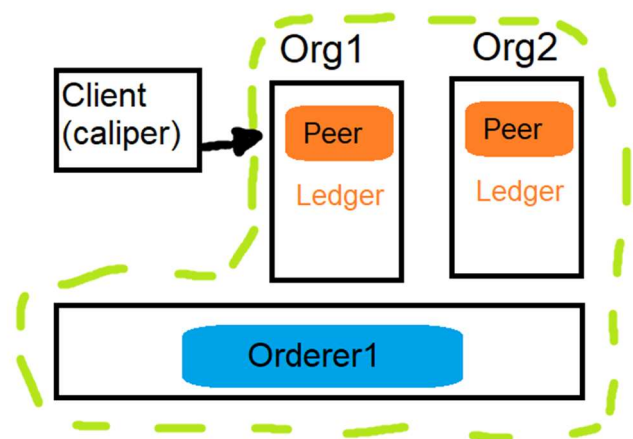 Org1
Org2
Client
(caliper)
Peer
Ledger
Peer
Ledger
Orderer1